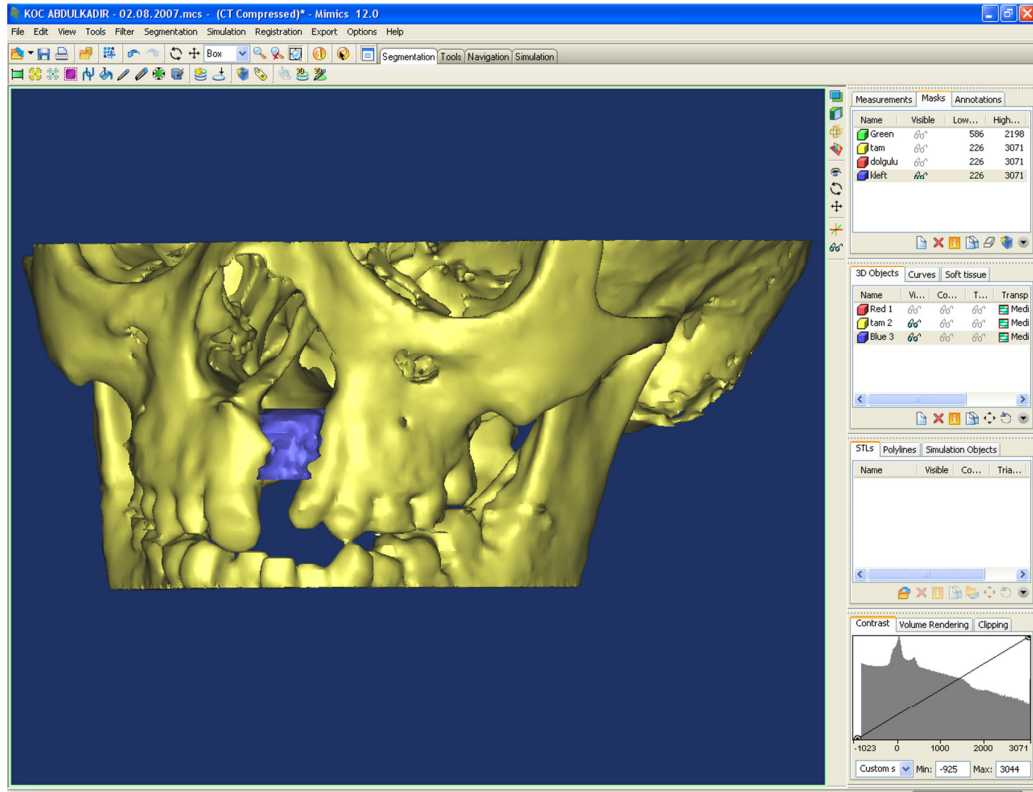 KOC ABDULKADIR - 02.08.2007.mcs - (CT Compressed)* - Mimics 12.0
File Edit View Tools Filter Segmentation Simulation Registration Export Options Help
Box Segmentation Tools Navigation Simulation
Measurements Masks Annotations
Name Visible Low... High...
Green 586 2198
tam 226 3071
dolgulu 226 3071
kleft 226 3071
3D Objects Curves Soft tissue
Name Vi... Co... T... Transp
Red 1 Medi
tam 2 Medi
Blue 3 Medi
STLs Polylines Simulation Objects
Name Visible Co... Tria...
Contrast Volume Rendering Clipping
-1023 0 1000 2000 3071
Custom s Min: -925 Max: 3044